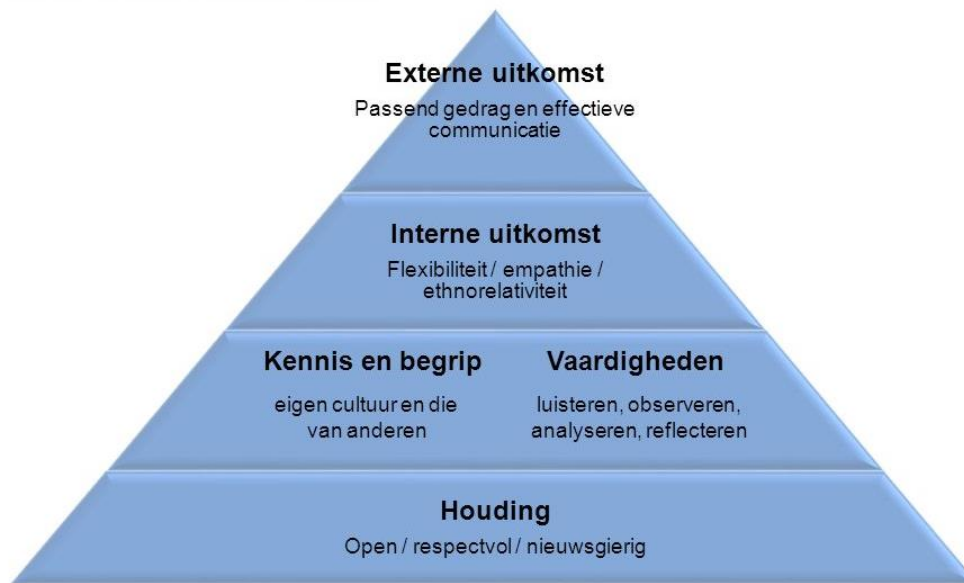 Externe uitkomst
Passend gedrag en effectieve
communicatie
Interne uitkomst
Flexibiliteit / empathie /
ethnorelativiteit
Kennis en begrip
eigen cultuur en die
van anderen
Vaardigheden
luisteren, observeren,
analyseren, reflecteren
Houding
Open / respectvol / nieuwsgierig